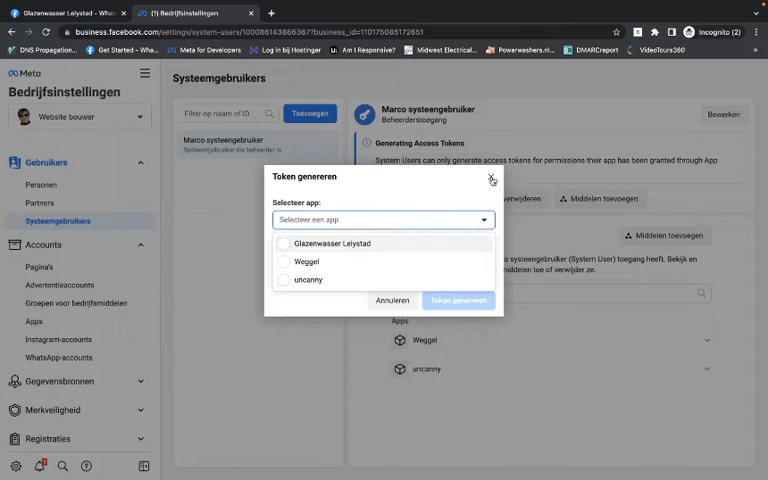 Glazenwasser Lelystad - Wha
(1) Bedrijfsinstellingen
business.facebook.com/settings/system-users/100086143866367?business_id=110175085172651
Incognito (2)
DNS Propagation...
Get Started - Wha...
Meta for Developers
Log in bij Hostinger
Am I Responsive?
Midwest Electrical...
Powerwashers.nl...
DMARCreport
VideoTours360
Meta
Bedrijfsinstellingen
Website bouwer
Gebruikers
Personen
Partners
Systeemgebruikers
Accounts
Pagina's
Advertentieaccounts
Groepen voor bedrijfsmiddelen
Apps
Instagram-accounts
WhatsApp-accounts
Gegevensbronnen
Merkveiligheid
Registraties
Systeemgebruikers
Filter op naam of ID
Toevoegen
Marco systeengebruiker
Systeemgebruiker die beheerder is
Marco systeengebruiker
Beheerderstoegang
Bewerken
Generating Access Tokens
System Users can only generate access tokens for permissions their app has been granted through App
verwijderen
Middelen toevoegen
Middelen toevoegen
systeengebruiker (System User) toegang heeft. Bekijk en
middelen toe of verwijder ze.
Apps
Weggel
uncanny
Token genereren
Selecteer app:
Selecteer een app
Glazenwasser Lelystad
Weggel
uncanny
Annuleren
Token genereren